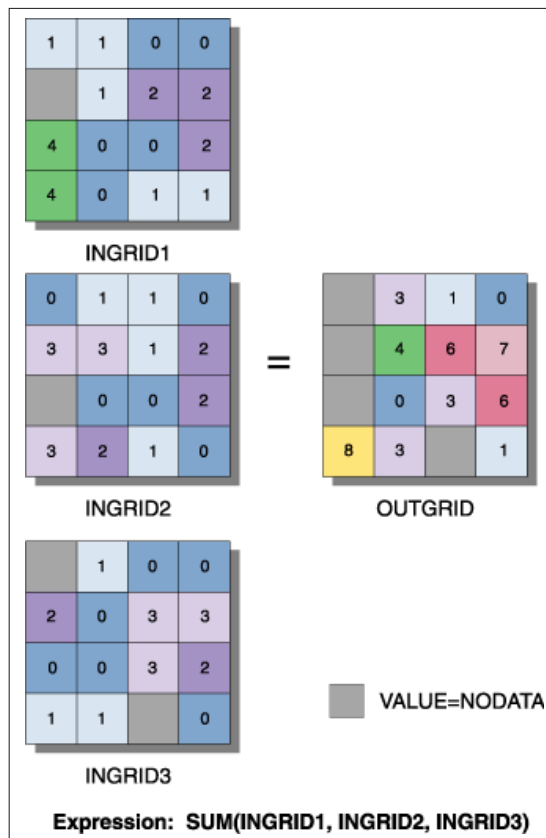 1 1 0 0
1 2 2
4 0 0 2
4 0 1 1
INGRID1
0 1 1 0
3 3 1 2
0 0 2
3 2 1 0
INGRID2
=
3 1 0
4 6 7
0 3 6
8 3 1
OUTGRID
1 0 0
2 0 3 3
0 0 3 2
1 1 0
INGRID3
VALUE=NODATA
Expression: SUM(INGRID1, INGRID2, INGRID3)